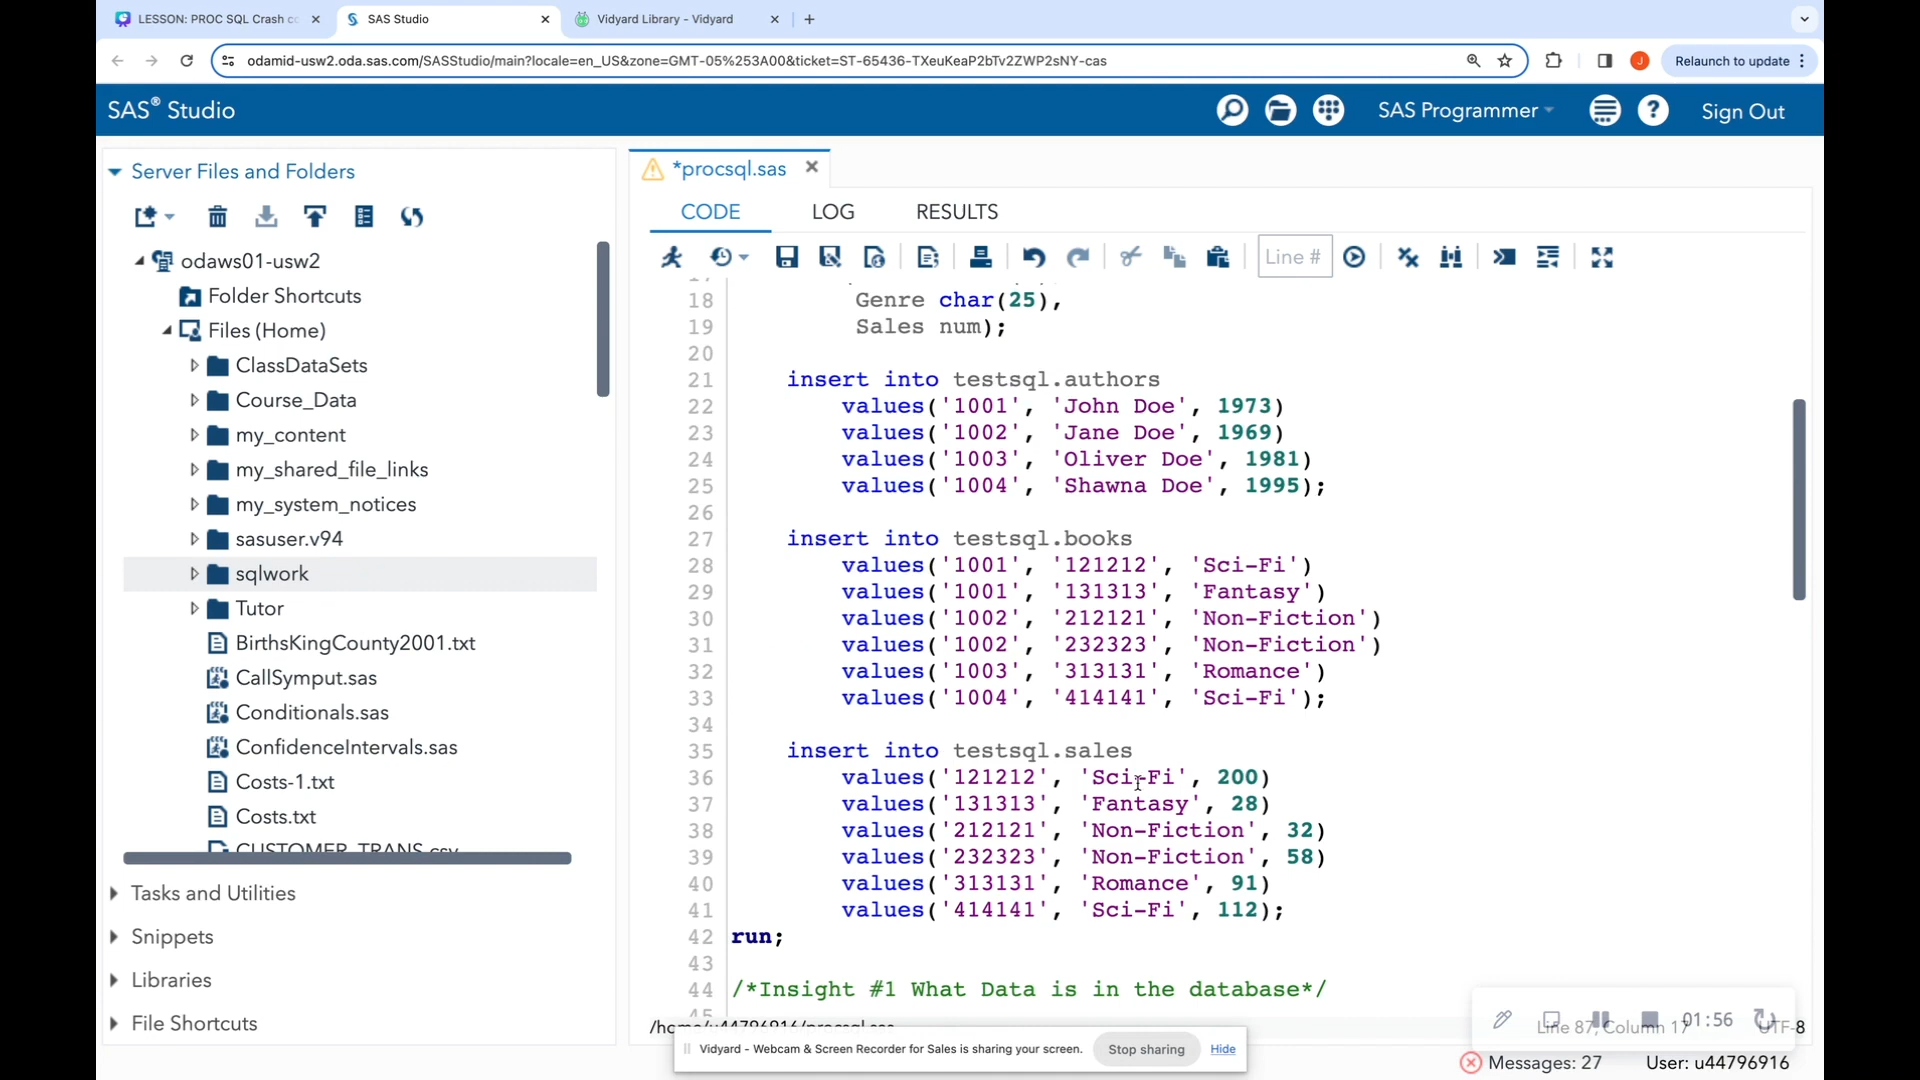 LESSON: PROC SQL Crash co
SAS Studio
Vidyard Library - Vidyard
odamid-usw2.oda.sas.com/SASStudio/main?locale=en_US&zone=GMT-05%253A00&ticket=ST-65436-TXeuKeaP2bTv2ZWP2sNY-cas
J
Relaunch to update
SAS® Studio
SAS Programmer
Sign Out
Server Files and Folders
odaws01-usw2
Folder Shortcuts
Files (Home)
ClassDataSets
Course_Data
my_content
my_shared_file_links
my_system_notices
sasuser.v94
sqlwork
Tutor
BirthsKingCounty2001.txt
CallSymput.sas
Conditionals.sas
ConfidenceIntervals.sas
Costs-1.txt
Costs.txt
CUSTOMER_TRANS.csv
Tasks and Utilities
Snippets
Libraries
File Shortcuts
*procsql.sas
CODE LOG RESULTS
Line #
18 Genre char(25),
19 Sales num);
20
21 insert into testsql.authors
22 values('1001', 'John Doe', 1973)
23 values('1002', 'Jane Doe', 1969)
24 values('1003', 'Oliver Doe', 1981)
25 values('1004', 'Shawna Doe', 1995);
26
27 insert into testsql.books
28 values('1001', '121212', 'Sci-Fi')
29 values('1001', '131313', 'Fantasy')
30 values('1002', '212121', 'Non-Fiction')
31 values('1002', '232323', 'Non-Fiction')
32 values('1003', '313131', 'Romance')
33 values('1004', '414141', 'Sci-Fi');
34
35 insert into testsql.sales
36 values('121212', 'Sci-Fi', 200)
37 values('131313', 'Fantasy', 28)
38 values('212121', 'Non-Fiction', 32)
39 values('232323', 'Non-Fiction', 58)
40 values('313131', 'Romance', 91)
41 values('414141', 'Sci-Fi', 112);
42 run;
43
44 /*Insight #1 What Data is in the database*/
45
/home/u44796916/procsql.sas
Line 87, Column 17
01:56
UTF-8
Vidyard - Webcam & Screen Recorder for Sales is sharing your screen.
Stop sharing
Hide
Messages: 27
User: u44796916